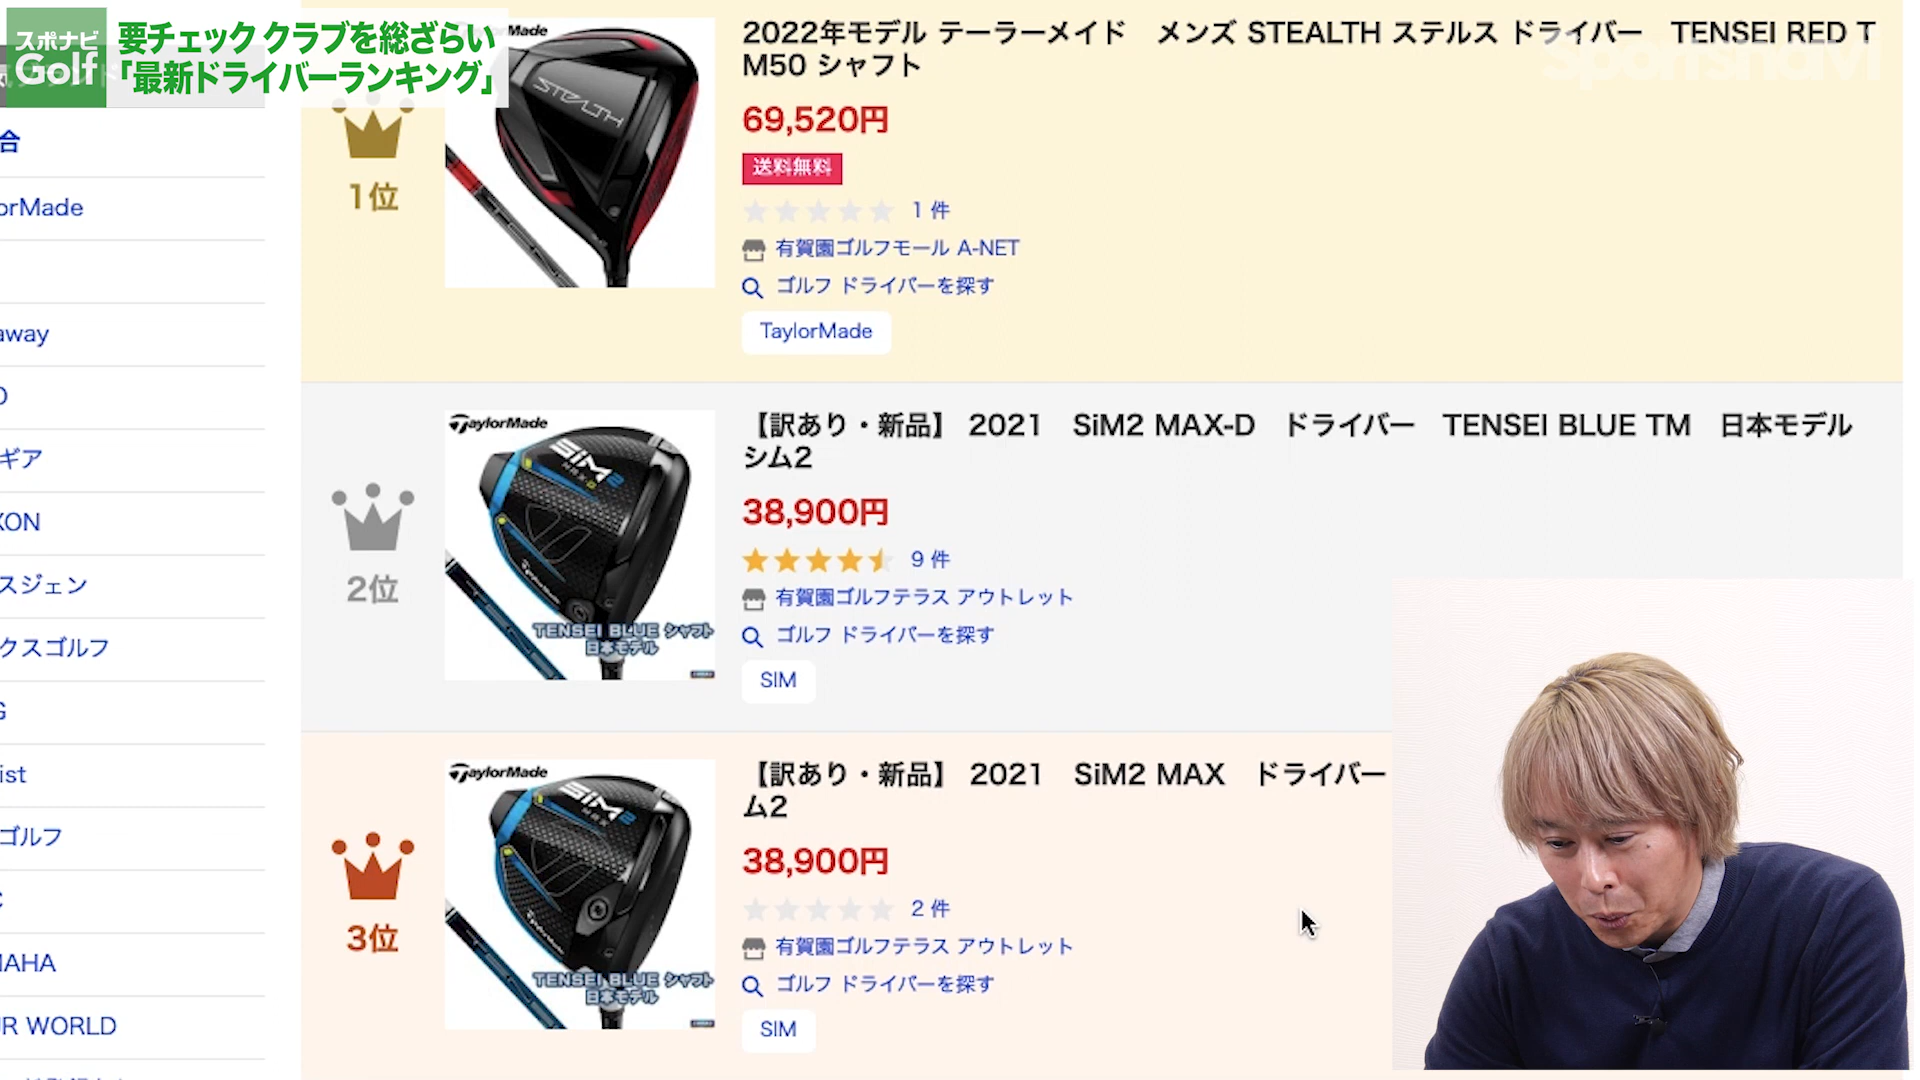 スポナビ
Golf
要チェック クラブを総ざらい
「最新ドライバーランキング」
sportsnavi
合
orMade
away
ギア
XON
スジェン
クスゴルフ
ist
ゴルフ
MAHA
UR WORLD
1位
TaylorMade
STEALTH
2022年モデル テーラーメイド　メンズ STEALTH ステルス ドライバー　TENSEI RED T
M50 シャフト
69,520円
送料無料
1 件
有賀園ゴルフモール A-NET
ゴルフ ドライバーを探す
TaylorMade
2位
TaylorMade
SiM2
TENSEI BLUE シャフト
日本モデル
【訳あり・新品】 2021　SiM2 MAX-D　ドライバー　TENSEI BLUE TM　日本モデル
シム2
38,900円
9 件
有賀園ゴルフテラス アウトレット
ゴルフ ドライバーを探す
SIM
3位
TaylorMade
SiM2
MAX
TaylorMade
TENSEI BLUE シャフト
日本モデル
【訳あり・新品】 2021　SiM2 MAX　ドライバー
ム2
38,900円
2 件
有賀園ゴルフテラス アウトレット
ゴルフ ドライバーを探す
SIM